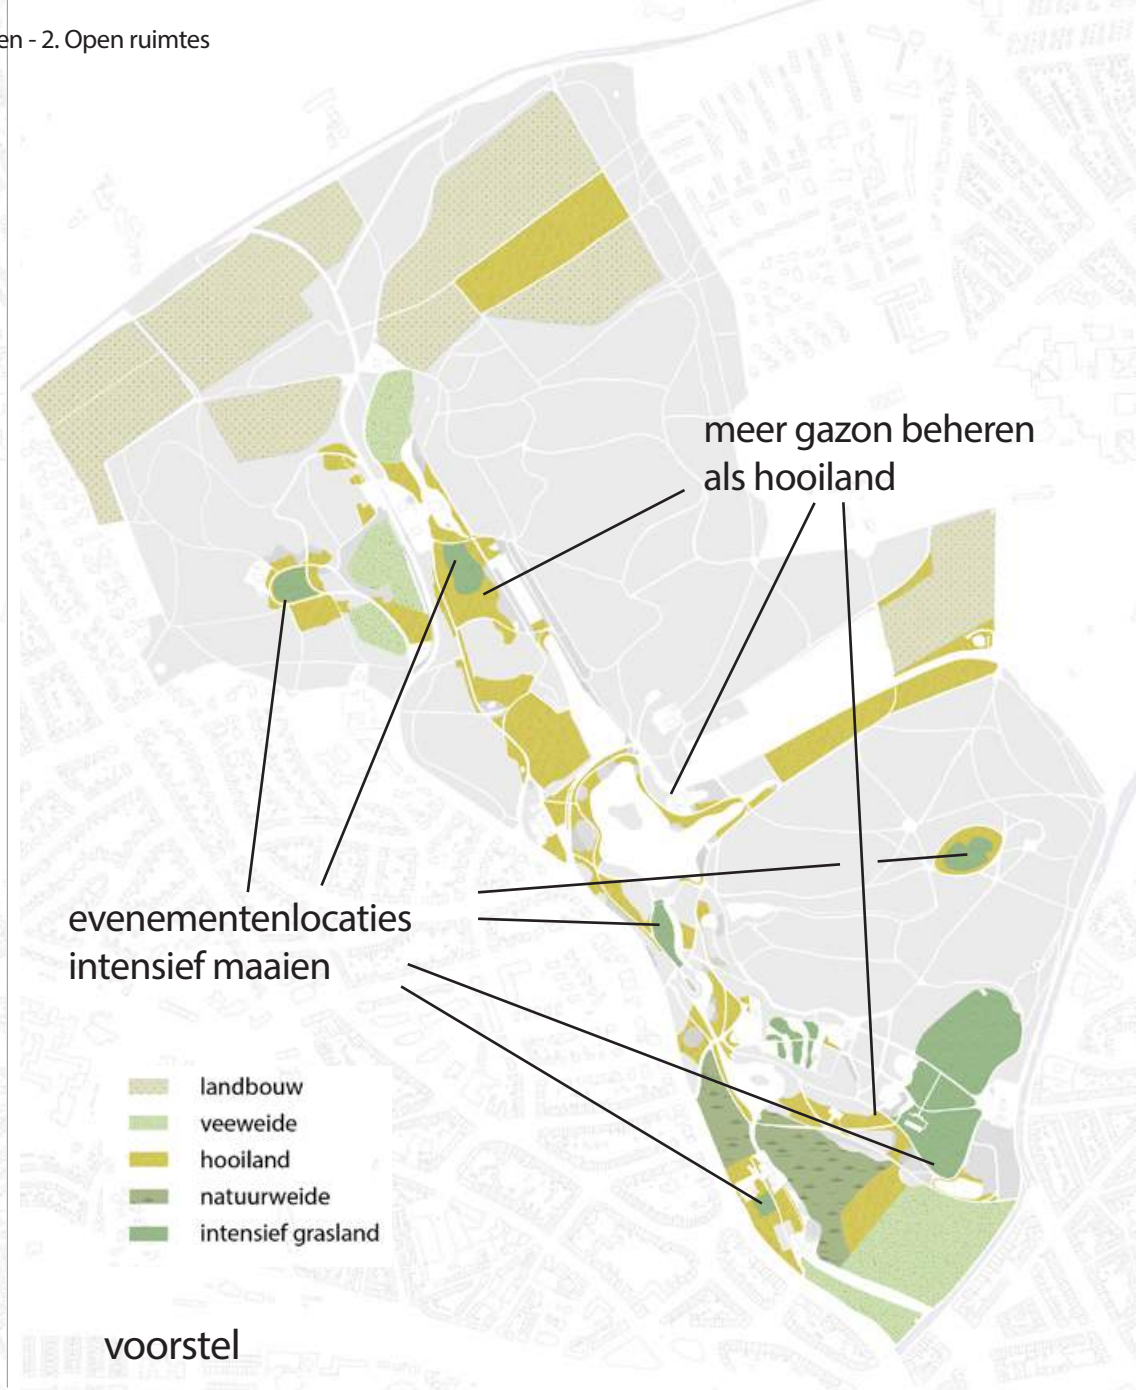 en - 2. Open ruimtes
meer gazon beheren
als hooiland
evenementenlocaties
intensief maaien
landbouw
veeweide
hooiland
natuurweide
intensief grasland
voorstel